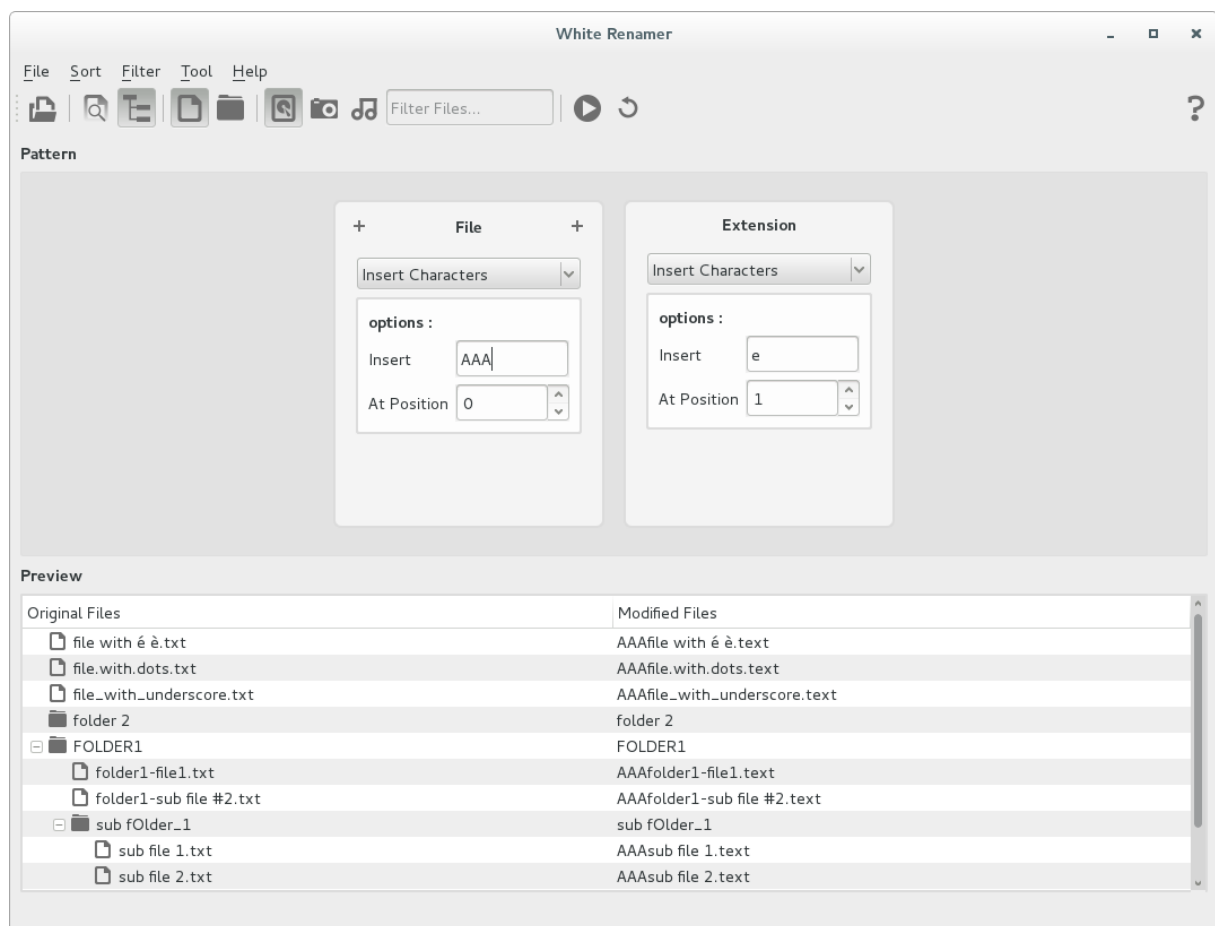 White Renamer
File Sort Filter Tool Help
Filter Files...
?
Pattern
+ File +
Insert Characters
options :
Insert AAA
At Position 0
Extension
Insert Characters
options :
Insert e
At Position 1
Preview
Original Files Modified Files
file with é è.txt AAAfile with é è.text
file.with.dots.txt AAAfile.with.dots.text
file_with_underscore.txt AAAfile_with_underscore.text
folder 2 folder 2
FOLDER1 FOLDER1
folder1-file1.txt AAAfolder1-file1.text
folder1-sub file #2.txt AAAfolder1-sub file #2.text
sub fOlder_1 sub fOlder_1
sub file 1.txt AAAsub file 1.text
sub file 2.txt AAAsub file 2.text